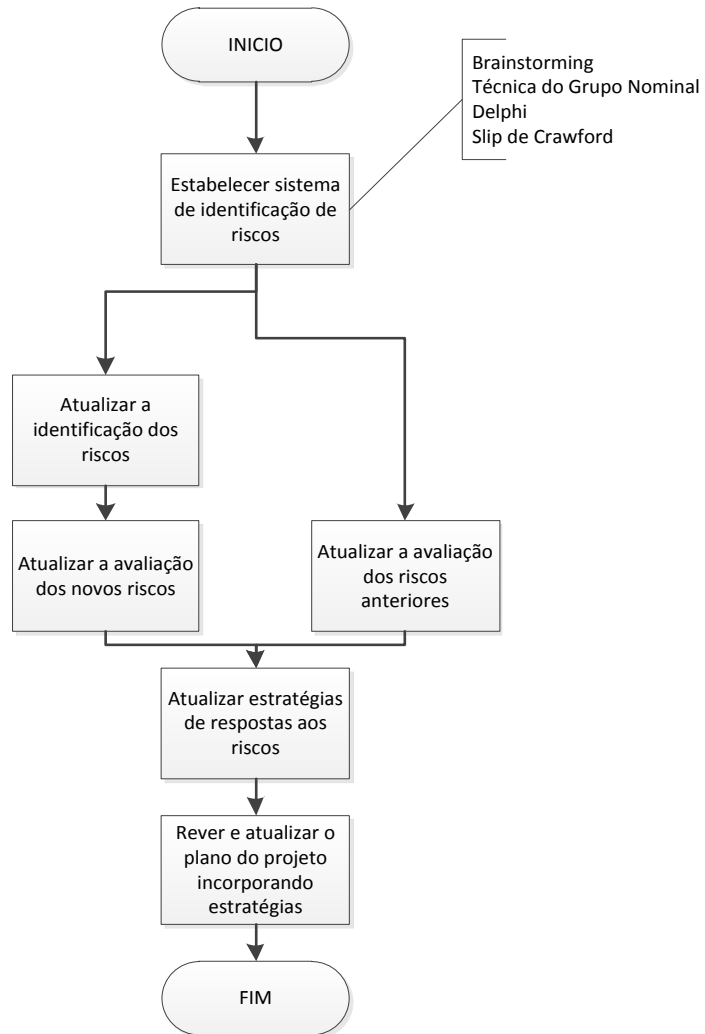 INICIO
Brainstorming
Técnica do Grupo Nominal
Delphi
Slip de Crawford
Estabelecer sistema
de identificação de
riscos
Atualizar a
identificação dos
riscos
Atualizar a avaliação
dos novos riscos
Atualizar a avaliação
dos riscos
anteriores
Atualizar estratégias
de respostas aos
riscos
Rever e atualizar o
plano do projeto
incorporando
estratégias
FIM